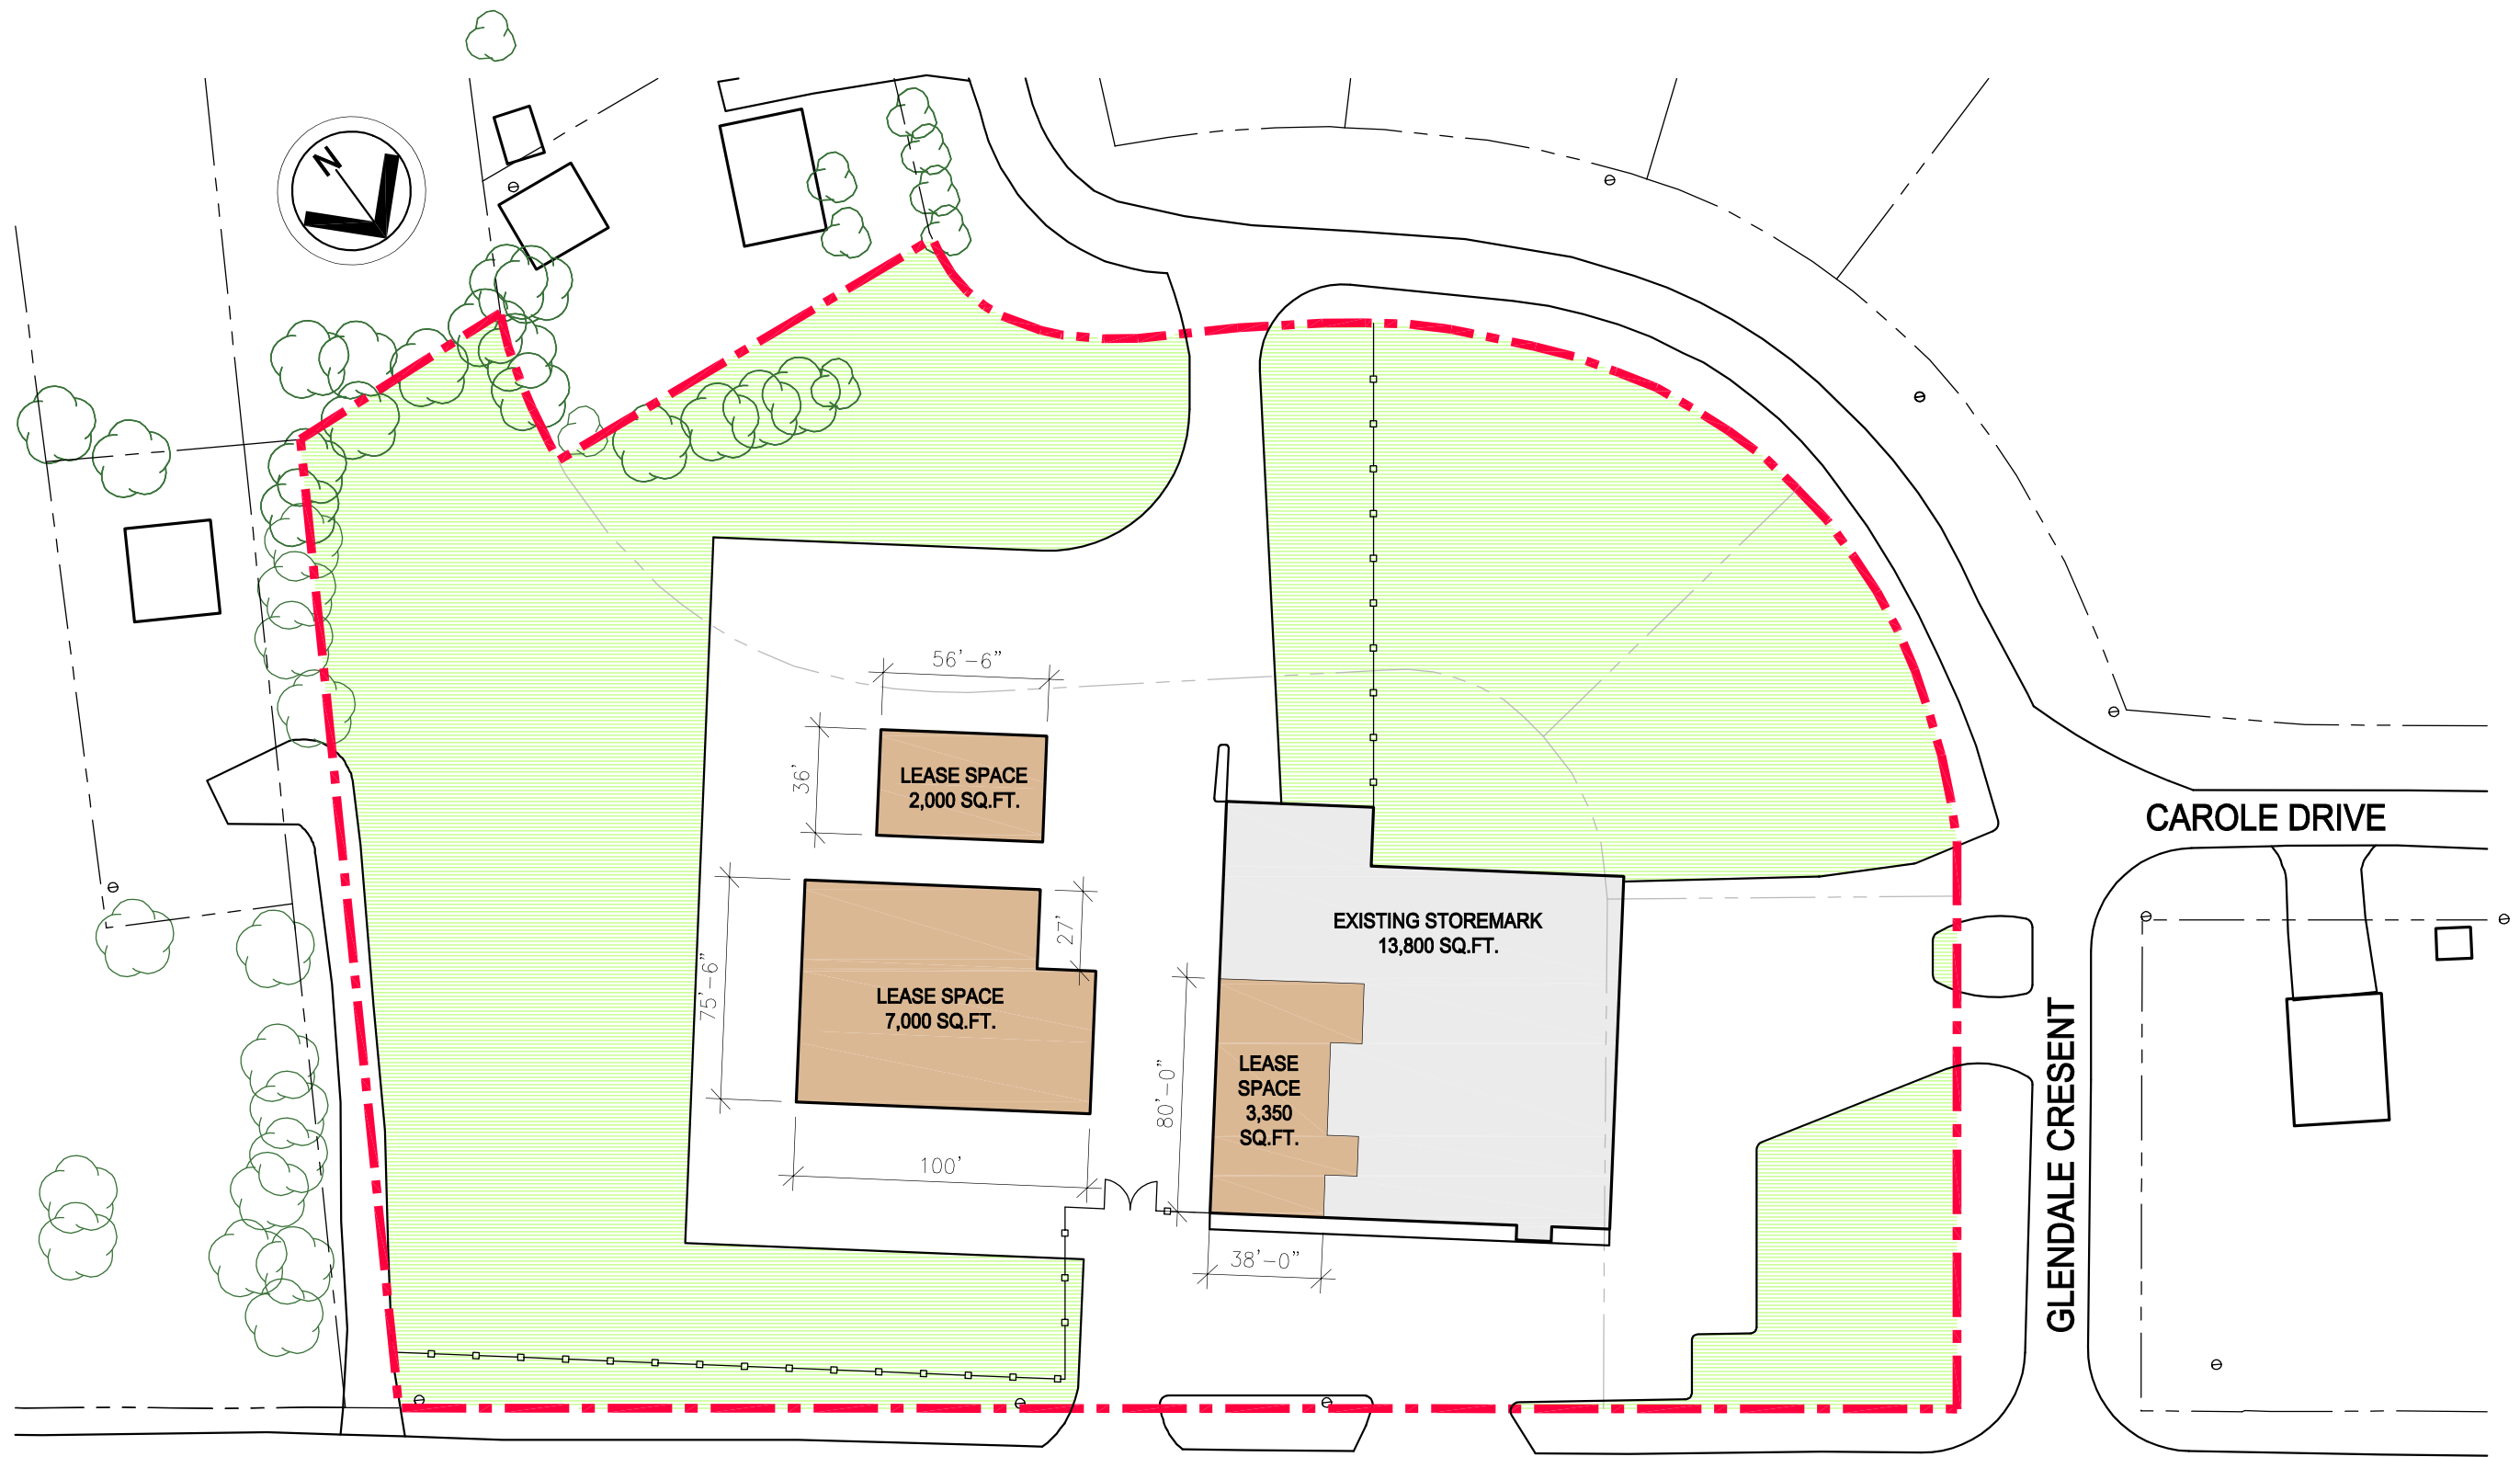 N
56'-6"
36'
LEASE SPACE
2,000 SQ.FT.
CAROLE DRIVE
75'-6"
27'
LEASE SPACE
7,000 SQ.FT.
100'
EXISTING STOREMARK
13,800 SQ.FT.
80'-0"
LEASE
SPACE
3,350
SQ.FT.
38'-0"
GLENDALE CRESENT